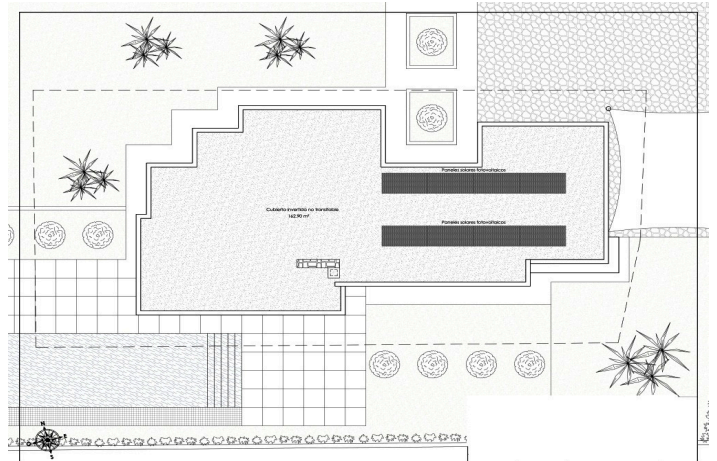 Paneles solares fotovoltaicos
Cubierta invertida no transitable
162.90 m²
Paneles solares fotovoltaicos
N
E
S